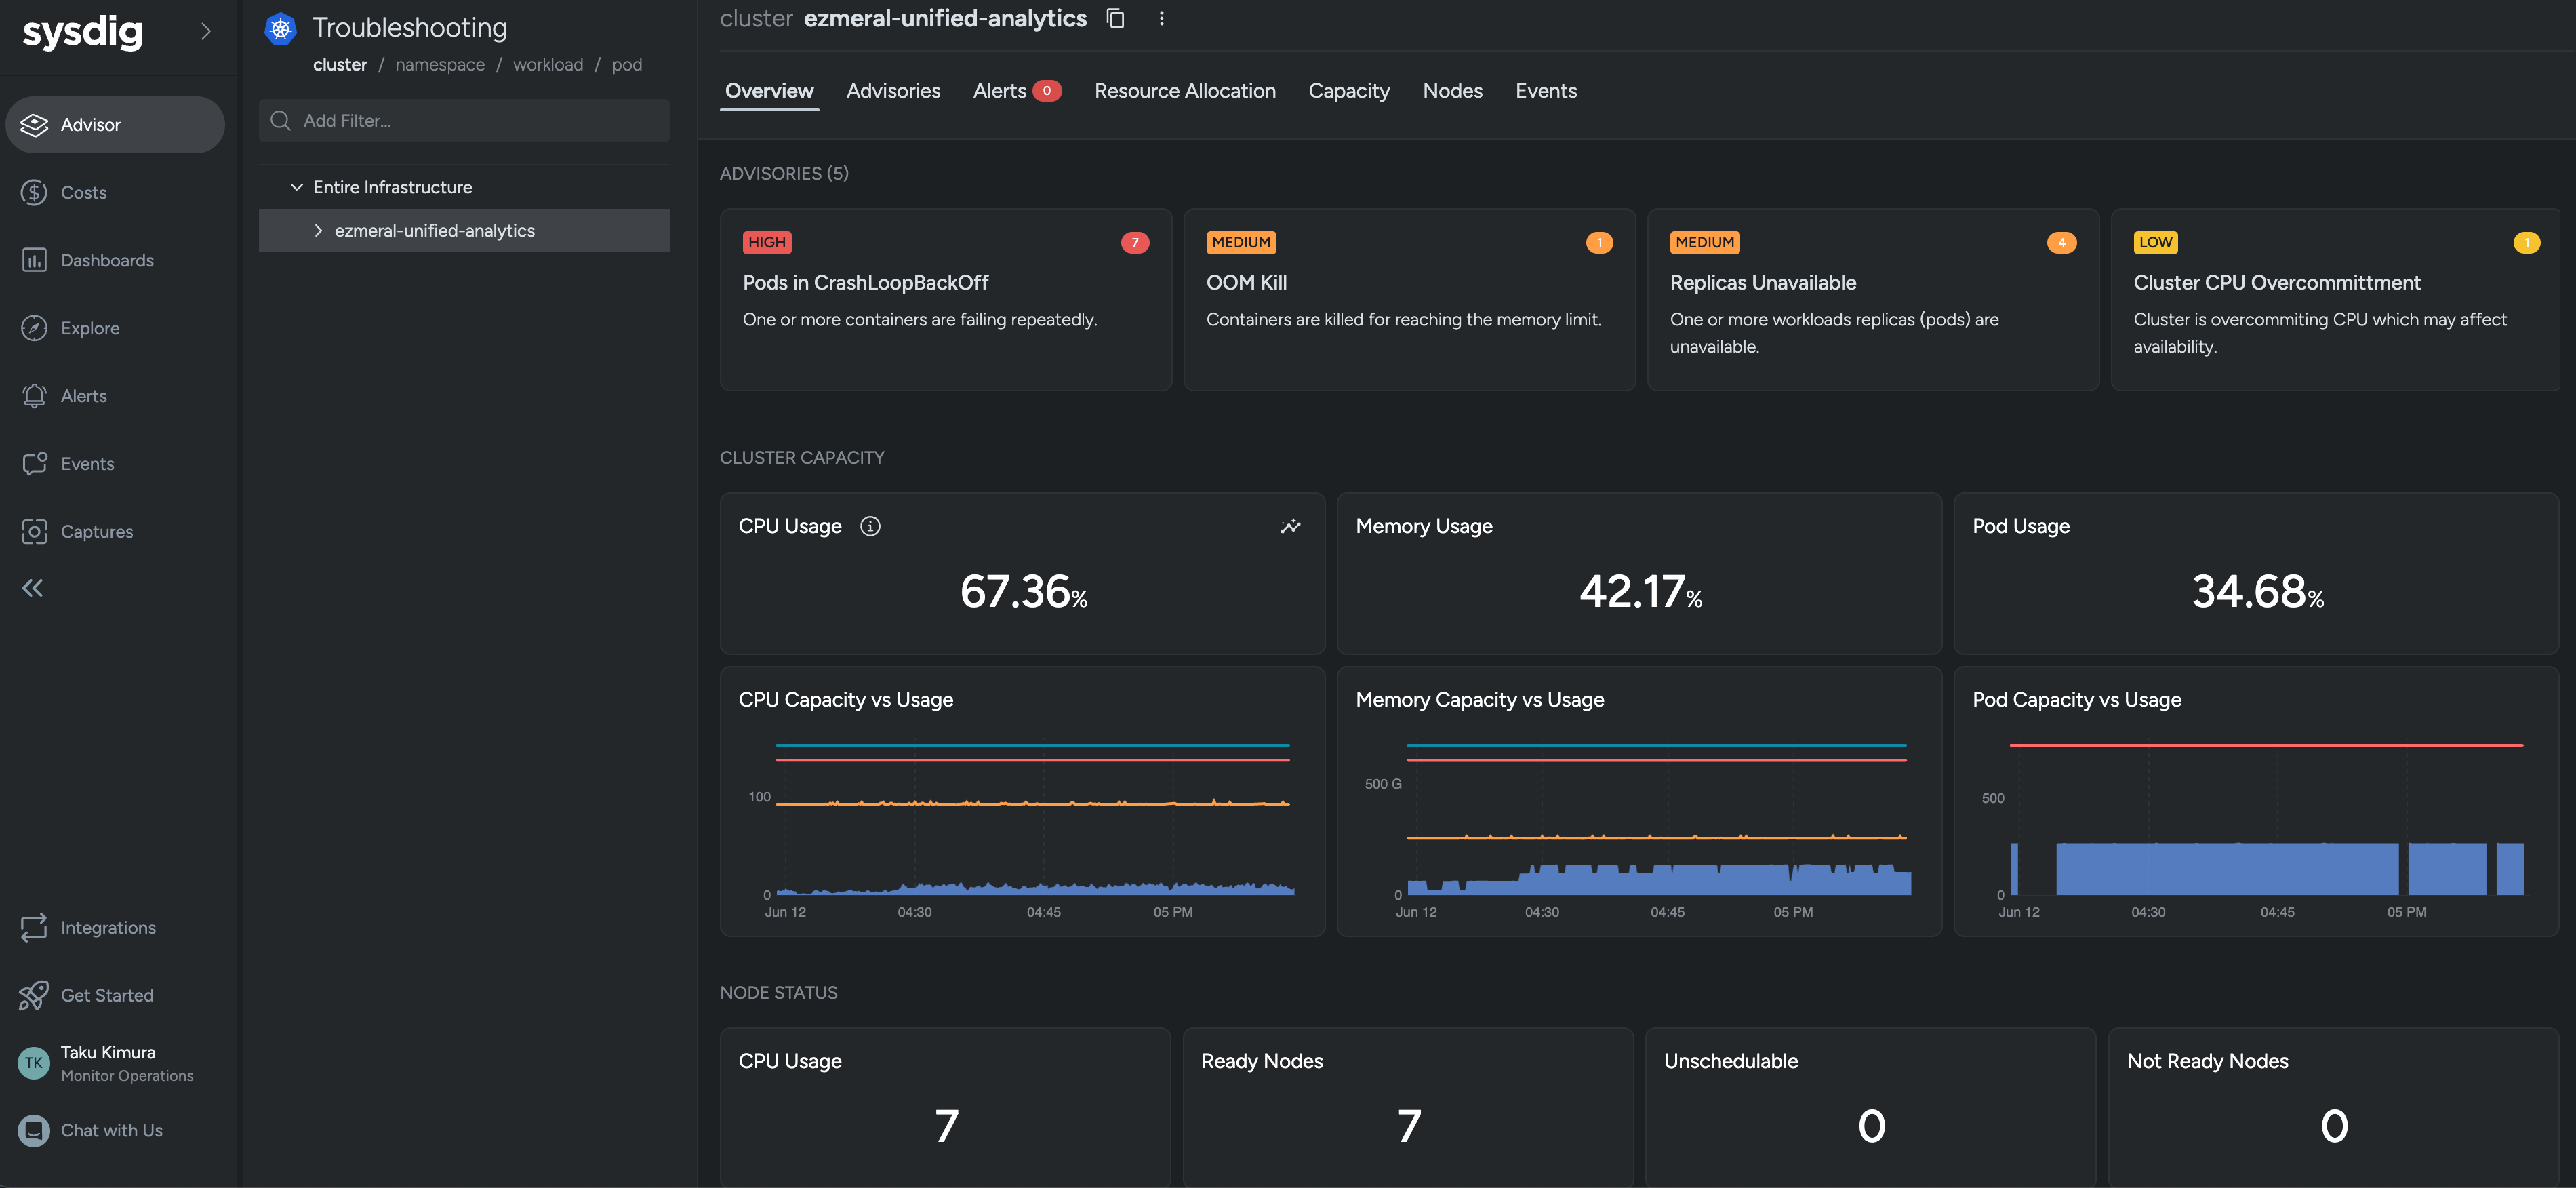 sysdig
Advisor
Costs
Dashboards
Explore
Alerts
Events
Captures
Integrations
Get Started
TK
Taku Kimura
Monitor Operations
Chat with Us
Troubleshooting
cluster / namespace / workload / pod
Add Filter...
Entire Infrastructure
ezmeral-unified-analytics
cluster ezmeral-unified-analytics
Overview Advisories Alerts 0 Resource Allocation Capacity Nodes Events
ADVISORIES (5)
HIGH 7
Pods in CrashLoopBackOff
One or more containers are failing repeatedly.
MEDIUM 1
OOM Kill
Containers are killed for reaching the memory limit.
MEDIUM 4
Replicas Unavailable
One or more workloads replicas (pods) are
unavailable.
LOW 1
Cluster CPU Overcommittment
Cluster is overcommiting CPU which may affect
availability.
CLUSTER CAPACITY
CPU Usage
67.36%
Memory Usage
42.17%
Pod Usage
34.68%
CPU Capacity vs Usage
100
0
Jun 12 04:30 04:45 05 PM
Memory Capacity vs Usage
500 G
0
Jun 12 04:30 04:45 05 PM
Pod Capacity vs Usage
500
0
Jun 12 04:30 04:45 05 PM
NODE STATUS
CPU Usage
7
Ready Nodes
7
Unschedulable
0
Not Ready Nodes
0